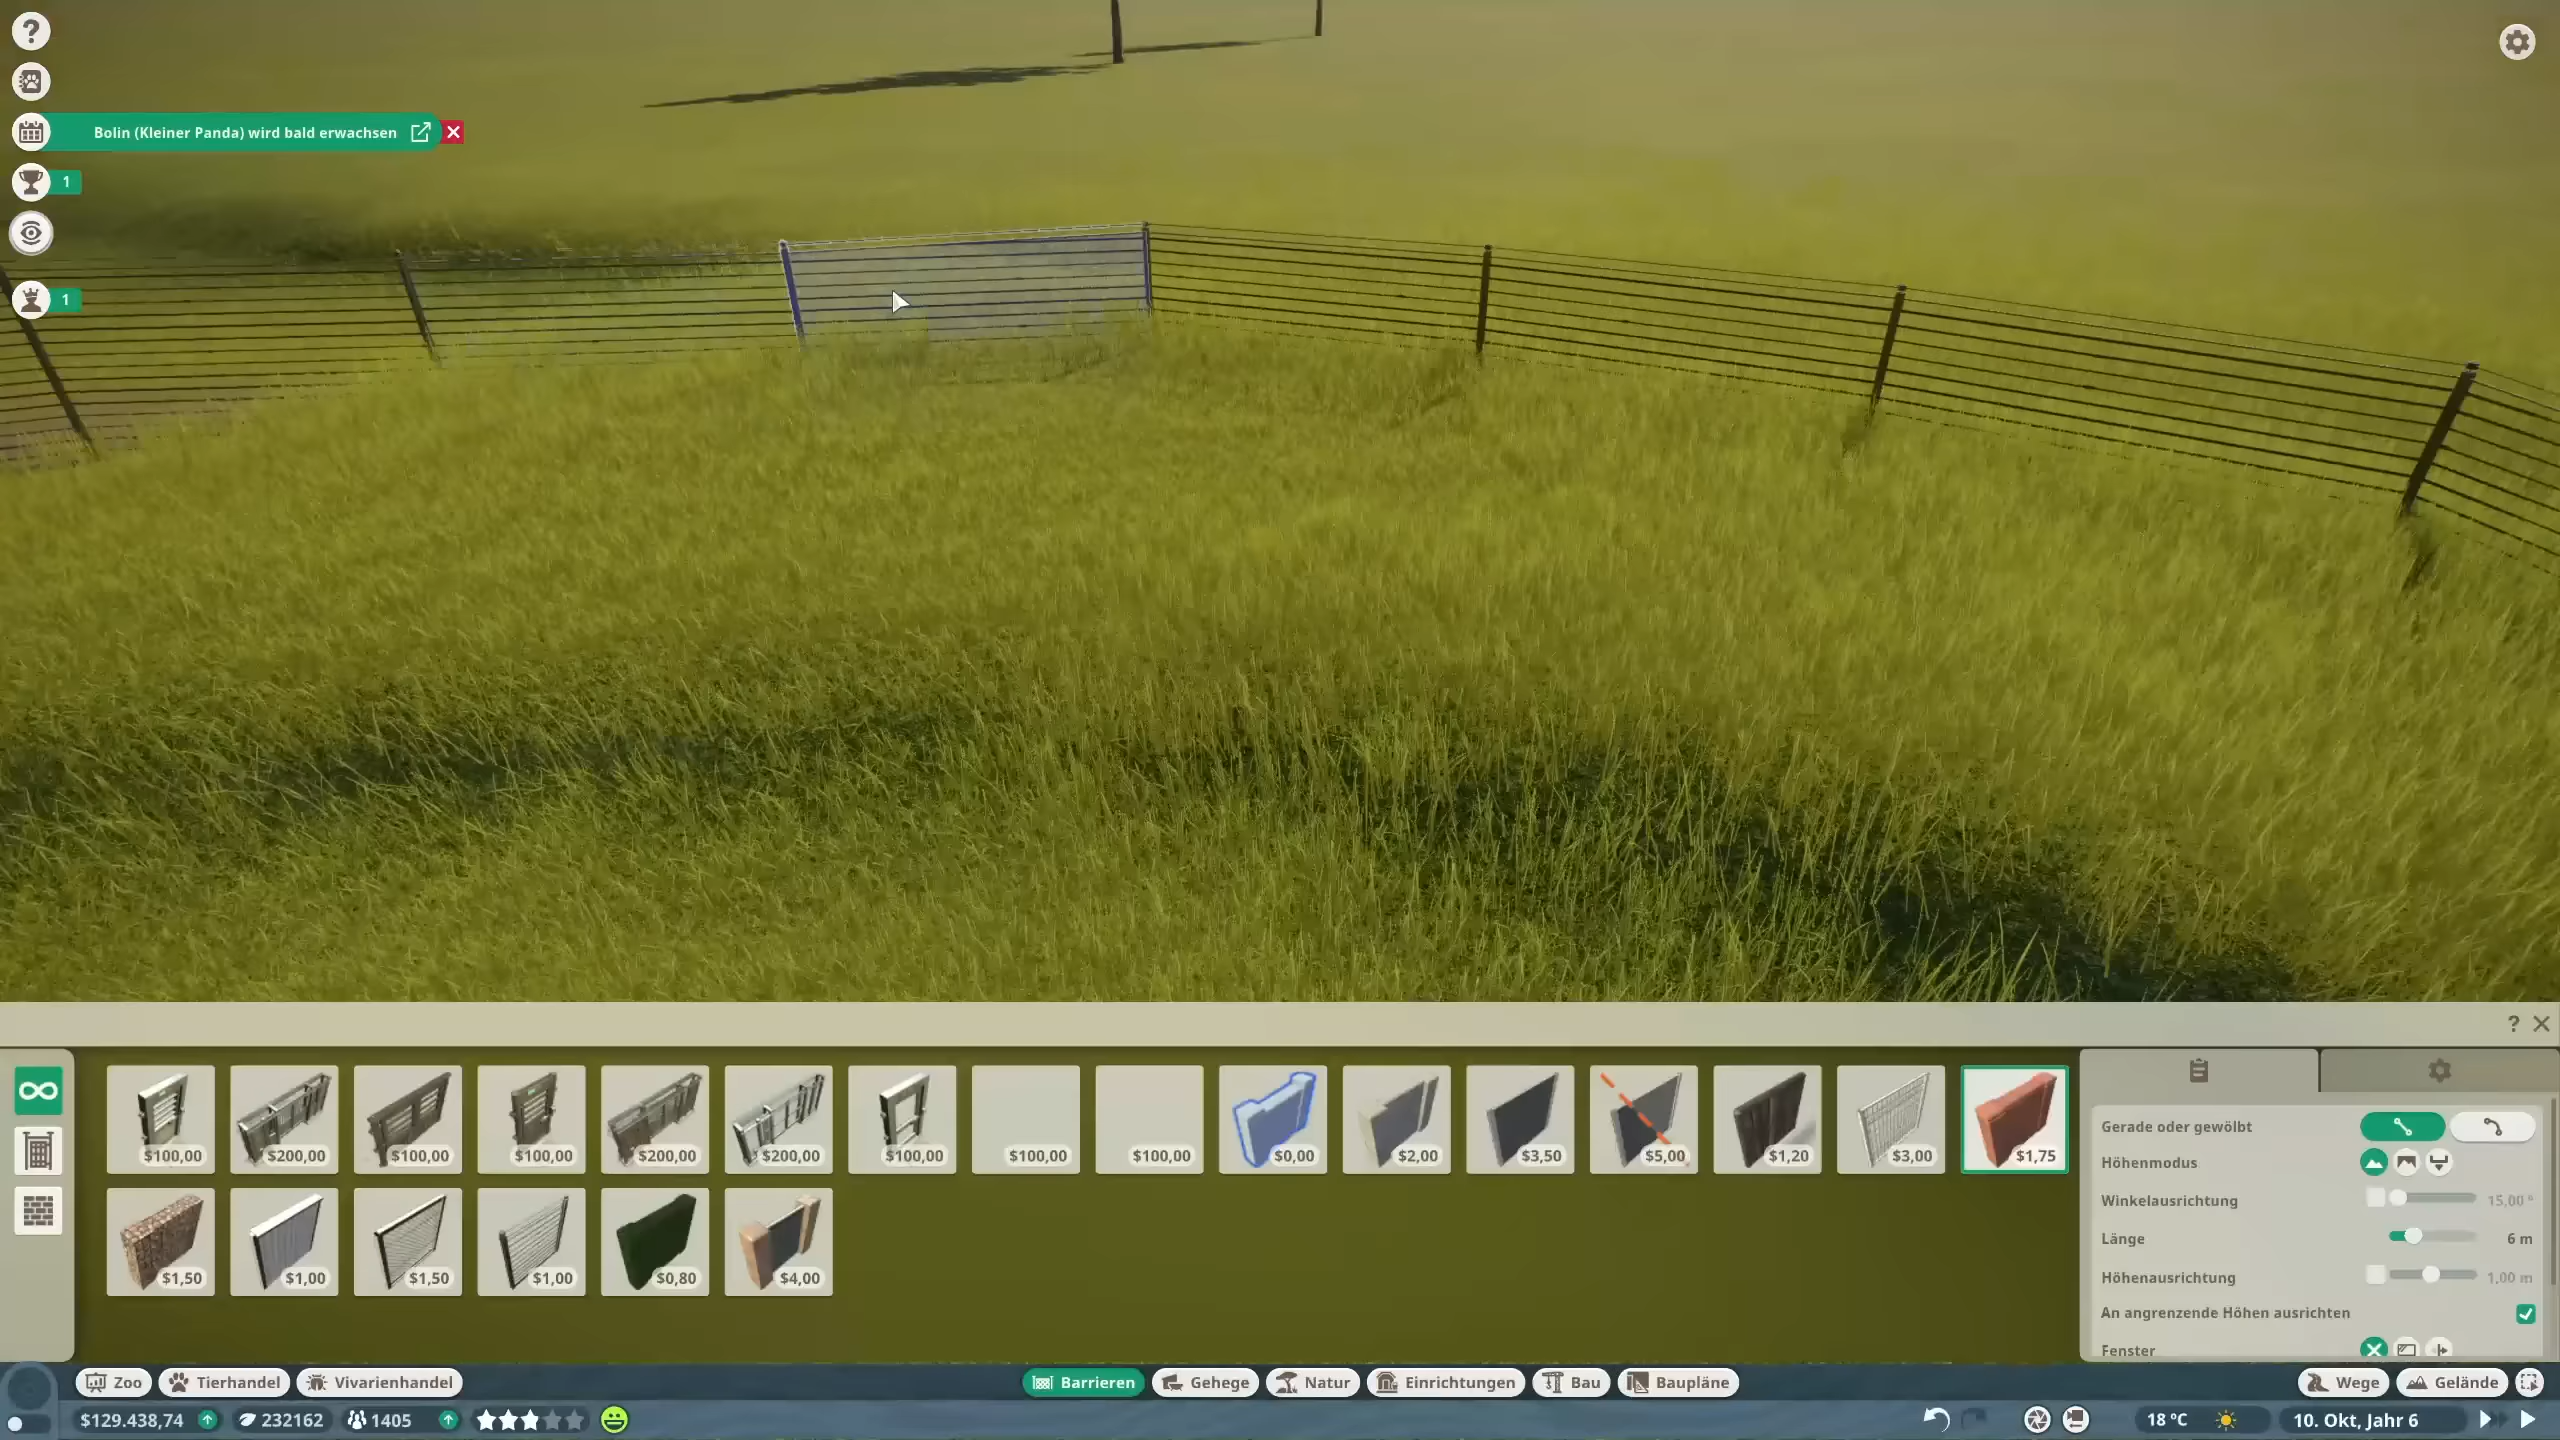 ?
Bolin (Kleiner Panda) wird bald erwachsen
1
1
?
$100,00 $200,00 $100,00 $100,00 $200,00 $200,00 $100,00 $100,00 $100,00 $0,00 $2,00 $3,50 $5,00 $1,20 $3,00 $1,75
$1,50 $1,00 $1,50 $1,00 $0,80 $4,00
Gerade oder gewölbt
Höhenmodus
Winkelausrichtung 15,00 °
Länge 6 m
Höhenausrichtung 1,00 m
An angrenzende Höhen ausrichten
Fenster
Zoo Tierhandel Vivarienhandel Barrieren Gehege Natur Einrichtungen Bau Baupläne Wege Gelände
$129.438,74 232162 1405 18 °C 10. Okt, Jahr 6